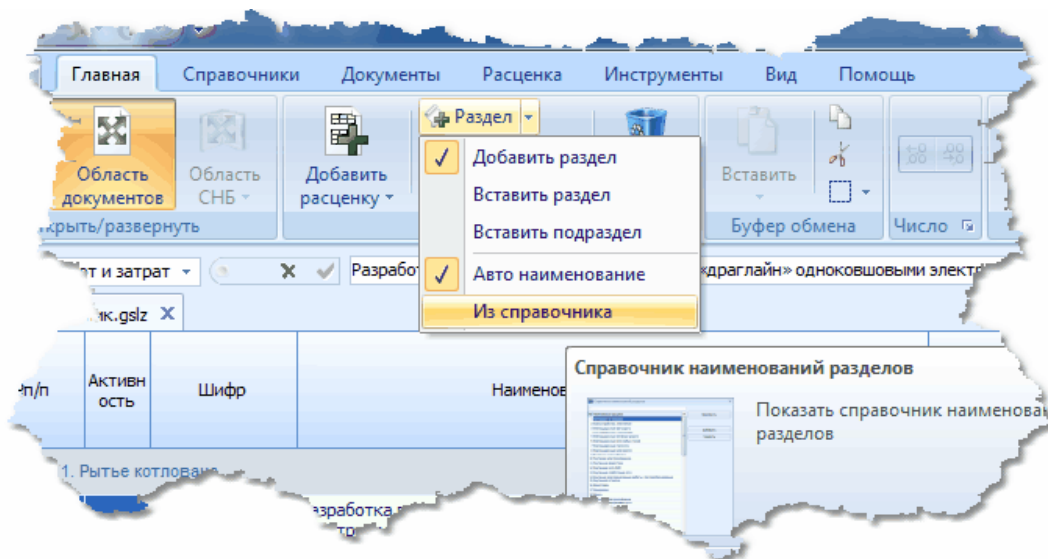 Главная Справочники Документы Расценка Инструменты Вид Помощь
Раздел
Область документов
Область СНБ
Добавить расценку
Вставить
Добавить раздел
Вставить раздел
Вставить подраздел
Авто наименование
Из справочника
крыть/развернуть
Буфер обмена
Число
от и затрат
Разработ
«драглайн» одноковшовыми электр
ик.gslz
п/п
Активн
ость
Шифр
Наименов
Справочник наименований разделов
Показать справочник наименова
разделов
1. Рытье котлована
азработка